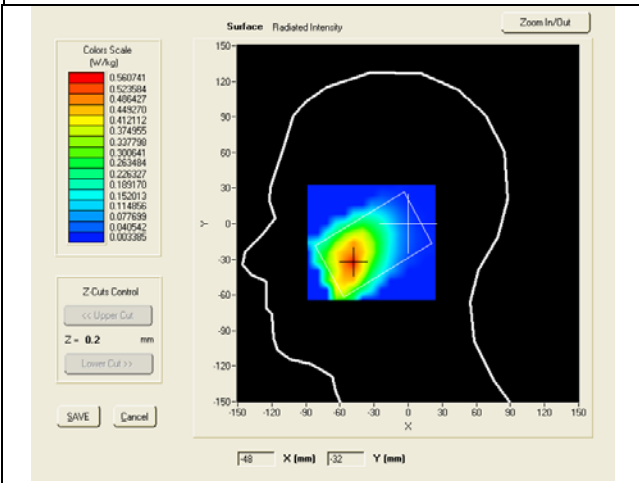 Surface Radiated Intensity
Zoom In/Out
Colors Scale
(W/kg)
0.560741
0.523584
0.486427
0.449270
0.412112
0.374955
0.337798
0.300641
0.263484
0.226327
0.189170
0.152013
0.114856
0.077699
0.040542
0.003385
Z-Cuts Control
<< Upper Cut
Z = 0.2 mm
Lower Cut >>
SAVE Cancel
150
120
90
60
30
0
-30
-60
-90
-120
-150
Y
-150 -120 -90 -60 -30 0 30 60 90 120 150
X
-48 X (mm) -32 Y (mm)